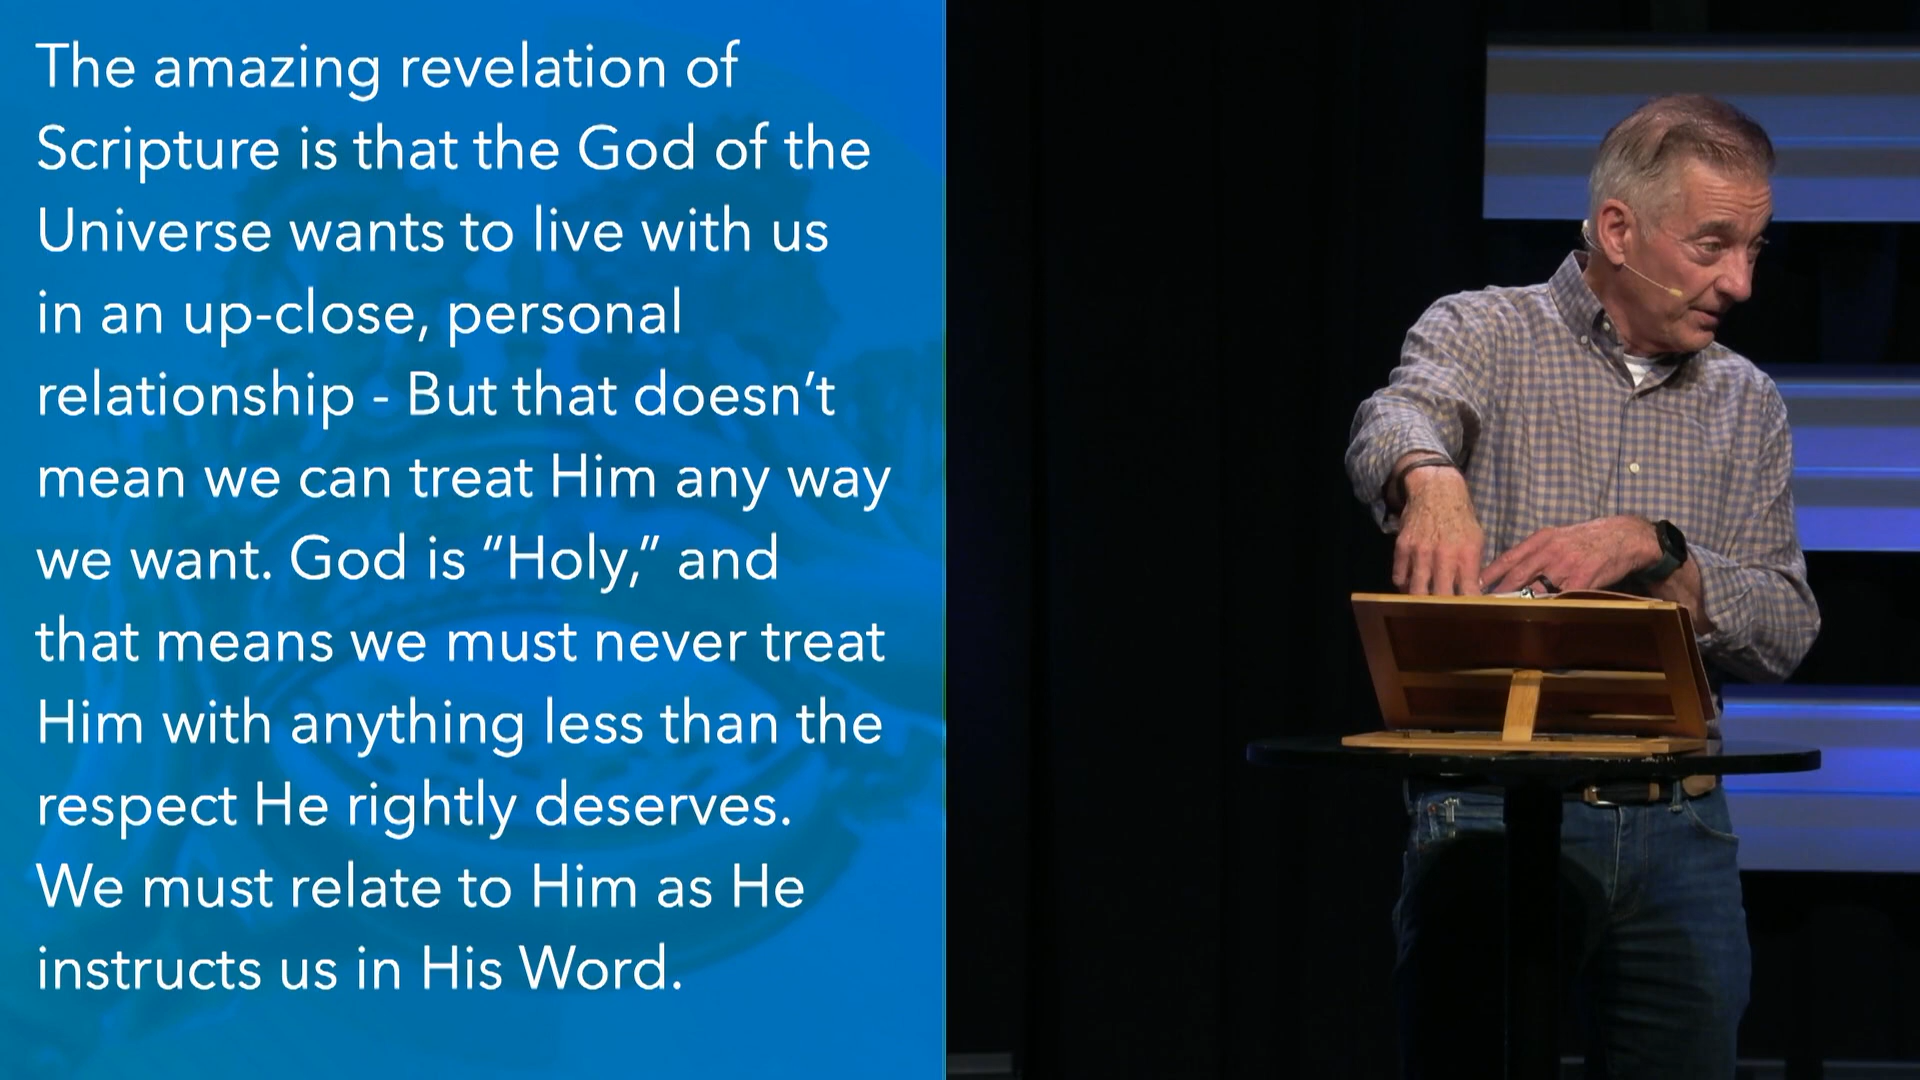 The amazing revelation of
Scripture is that the God of the
Universe wants to live with us
in an up-close, personal
relationship - But that doesn’t
mean we can treat Him any way
we want. God is “Holy,” and
that means we must never treat
Him with anything less than the
respect He rightly deserves.
We must relate to Him as He
instructs us in His Word.